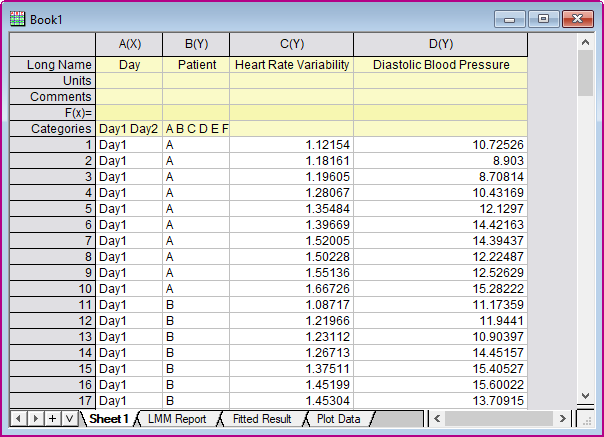 Book1
A(X) B(Y) C(Y) D(Y)
Long Name Day Patient Heart Rate Variability Diastolic Blood Pressure
Units
Comments
F(x)=
Categories Day1 Day2 A B C D E F
1 Day1 A 1.12154 10.72526
2 Day1 A 1.18161 8.903
3 Day1 A 1.19605 8.70814
4 Day1 A 1.28067 10.43169
5 Day1 A 1.35484 12.1297
6 Day1 A 1.39669 14.42163
7 Day1 A 1.52005 14.39437
8 Day1 A 1.50228 12.22487
9 Day1 A 1.55136 12.52629
10 Day1 A 1.66726 15.28222
11 Day1 B 1.08717 11.17359
12 Day1 B 1.21966 11.9441
13 Day1 B 1.23112 10.90397
14 Day1 B 1.26713 14.45157
15 Day1 B 1.37511 15.40527
16 Day1 B 1.45199 15.60022
17 Day1 B 1.45304 13.70915
Sheet 1 LMM Report Fitted Result Plot Data